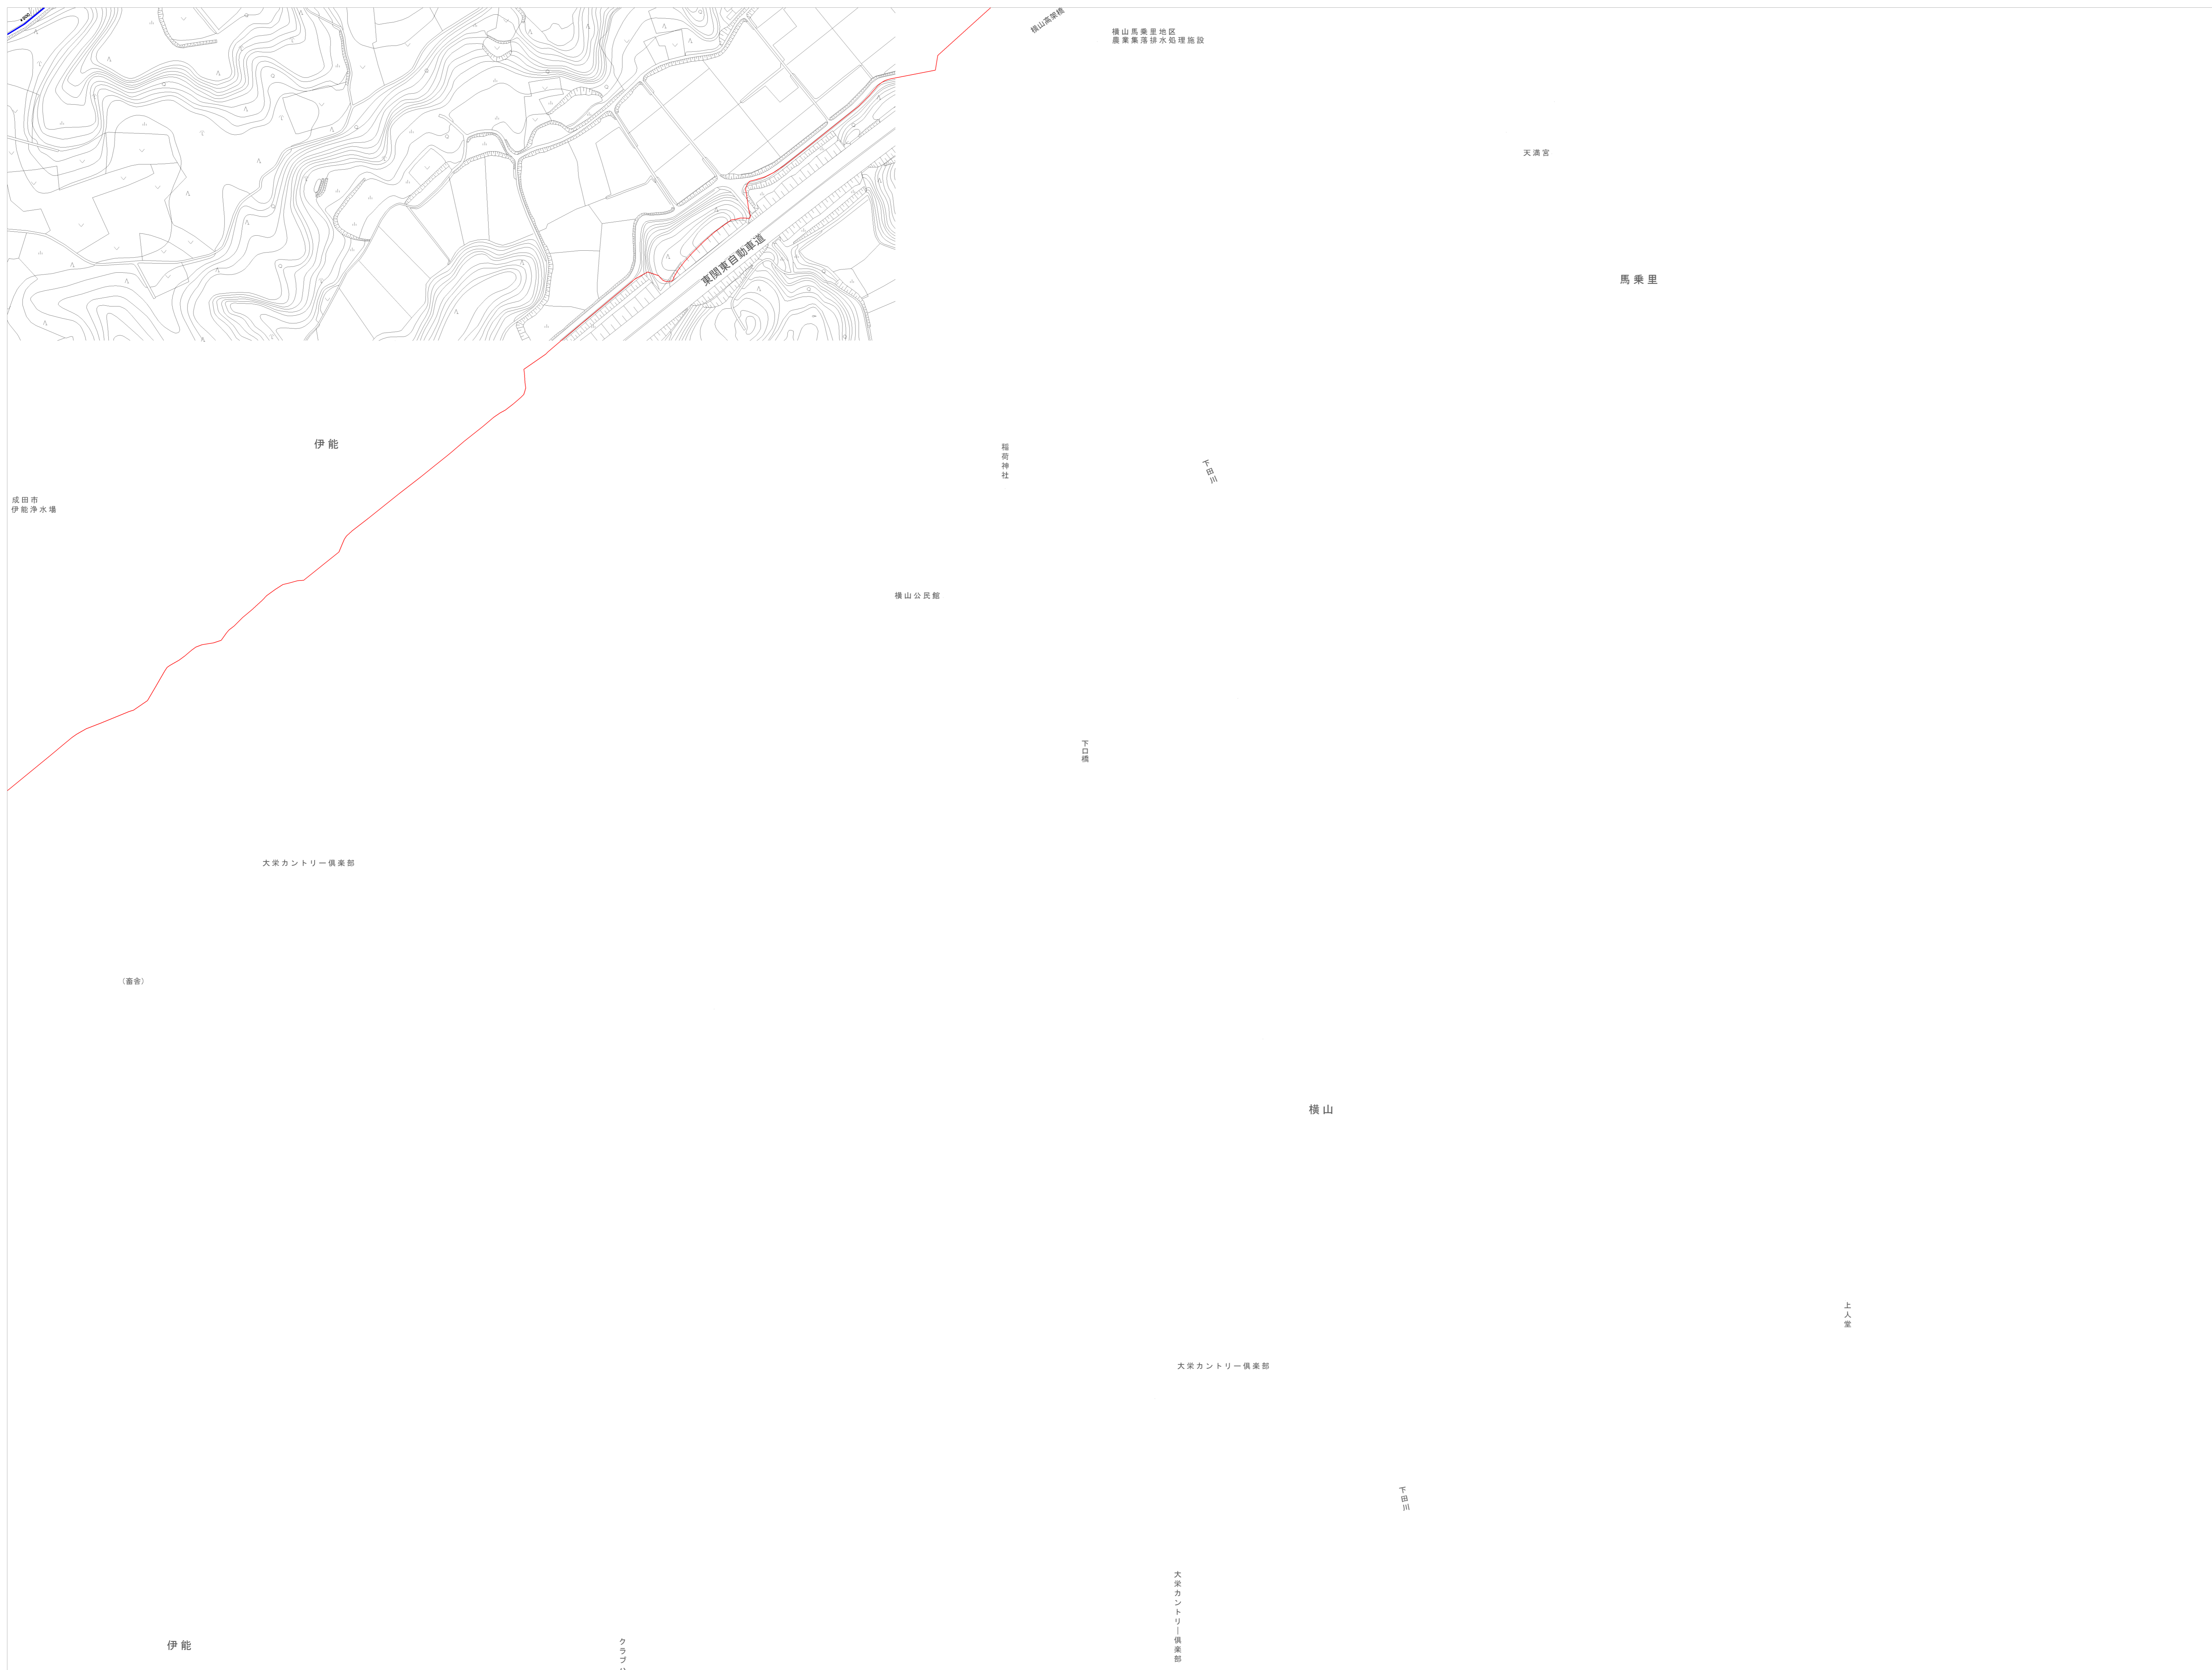 横山高架橋
横山馬乗里地区
農業集落排水処理施設
天満宮
東関東自動車道
馬乗里
伊能
稲荷神社
下田川
成田市
伊能浄水場
横山公民館
下口橋
大栄カントリー倶楽部
（畜舎）
横山
上人堂
大栄カントリー倶楽部
下田川
大栄カントリー倶楽部
伊能
クラブハ